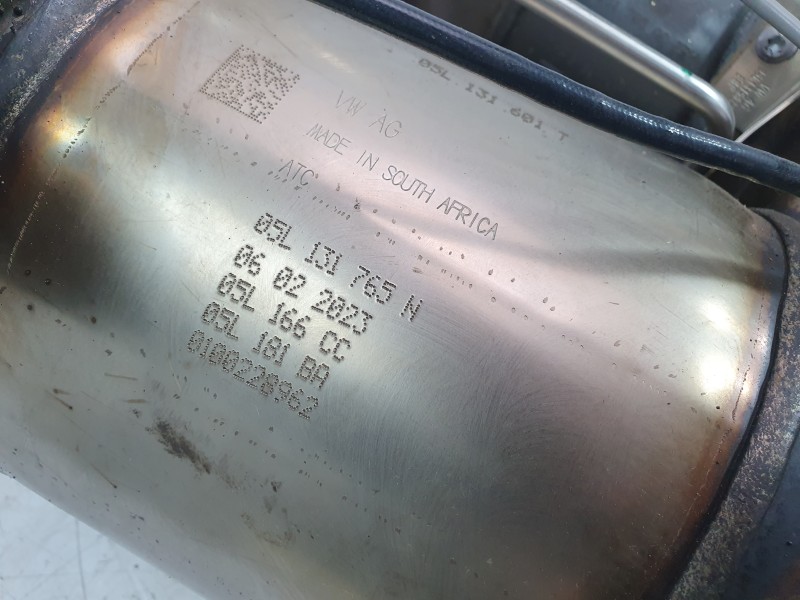 05L 131 601 T
VW AG
MADE IN SOUTH AFRICA
ATC
05L 131 765 N
06 02 2023
05L 166 CC
05L 181 BA
0100228962